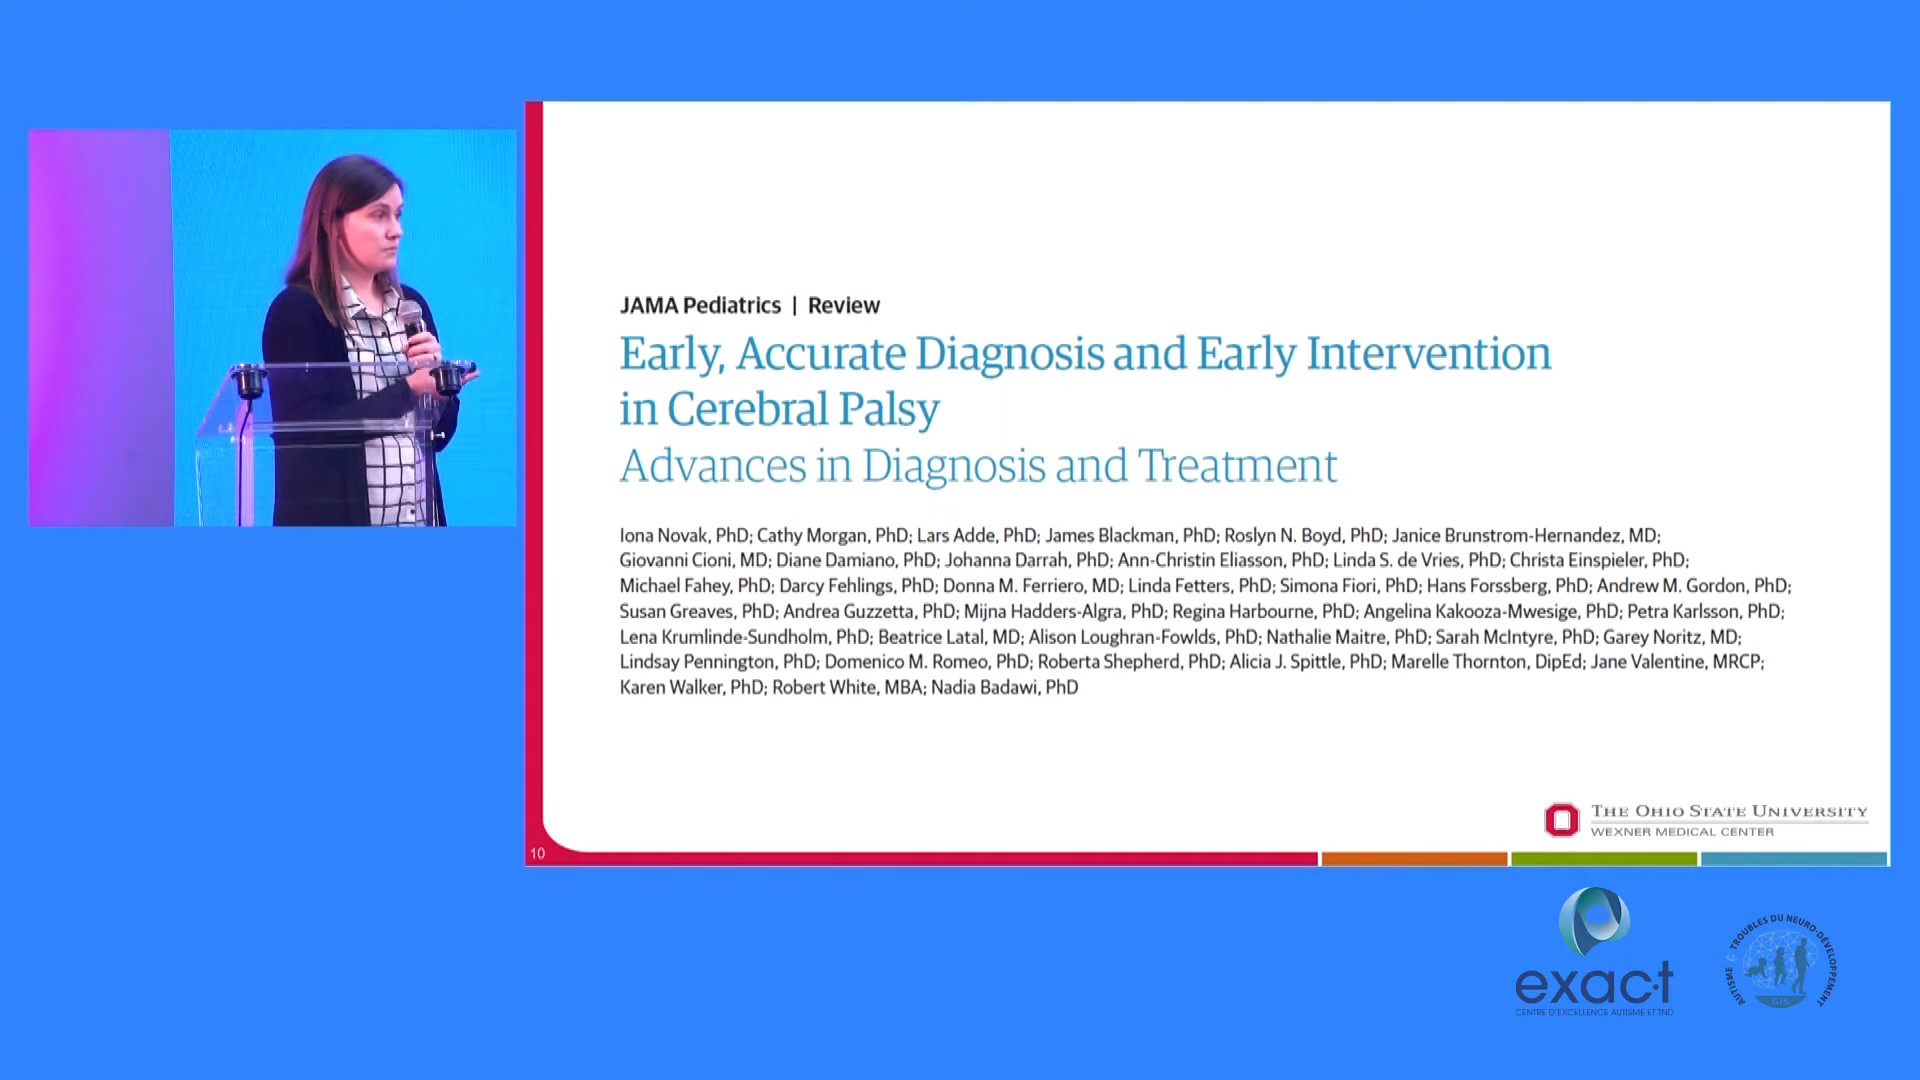 JAMA Pediatrics | Review
Early, Accurate Diagnosis and Early Intervention
in Cerebral Palsy
Advances in Diagnosis and Treatment
Iona Novak, PhD; Cathy Morgan, PhD; Lars Adde, PhD; James Blackman, PhD; Roslyn N. Boyd, PhD; Janice Brunstrom-Hernandez, MD;
Giovanni Cioni, MD; Diane Damiano, PhD; Johanna Darrah, PhD; Ann-Christin Eliasson, PhD; Linda S. de Vries, PhD; Christa Einspieler, PhD;
Michael Fahey, PhD; Darcy Fehlings, PhD; Donna M. Ferriero, MD; Linda Fetters, PhD; Simona Fiori, PhD; Hans Forssberg, PhD; Andrew M. Gordon, PhD;
Susan Greaves, PhD; Andrea Guzzetta, PhD; Mijna Hadders-Algra, PhD; Regina Harbourne, PhD; Angelina Kakooza-Mwesige, PhD; Petra Karlsson, PhD;
Lena Krumlinde-Sundholm, PhD; Beatrice Latal, MD; Alison Loughran-Fowlds, PhD; Nathalie Maitre, PhD; Sarah McIntyre, PhD; Garey Noritz, MD;
Lindsay Pennington, PhD; Domenico M. Romeo, PhD; Roberta Shepherd, PhD; Alicia J. Spittle, PhD; Marelle Thornton, DipEd; Jane Valentine, MRCP;
Karen Walker, PhD; Robert White, MBA; Nadia Badawi, PhD
THE OHIO STATE UNIVERSITY
WEXNER MEDICAL CENTER
10
exac·t
CENTRE D'EXCELLENCE AUTISME ET TND
AUTISME & TROUBLES DU NEURO-DÉVELOPPEMENT
GIS